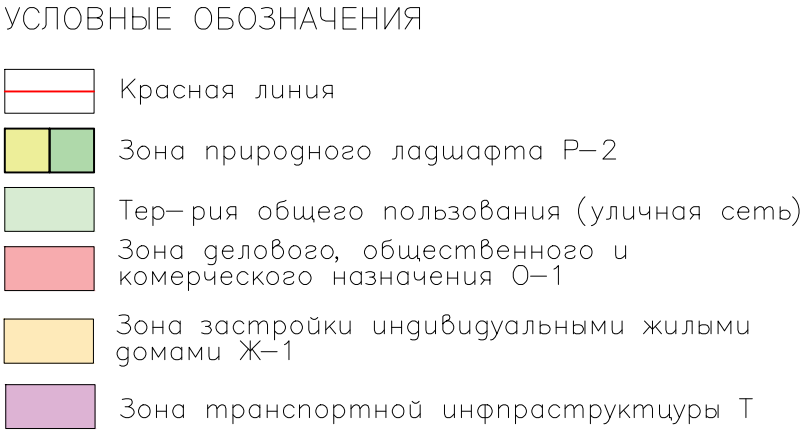 УСЛОВНЫЕ ОБОЗНАЧЕНИЯ
Красная линия
Зона природного ладшафта Р-2
Тер-рия общего пользования (уличная сеть)
Зона делового, общественного и
комерческого назначения О-1
Зона застройки индивидуальными жилыми
домами Ж-1
Зона транспортной инфпраструктцуры Т